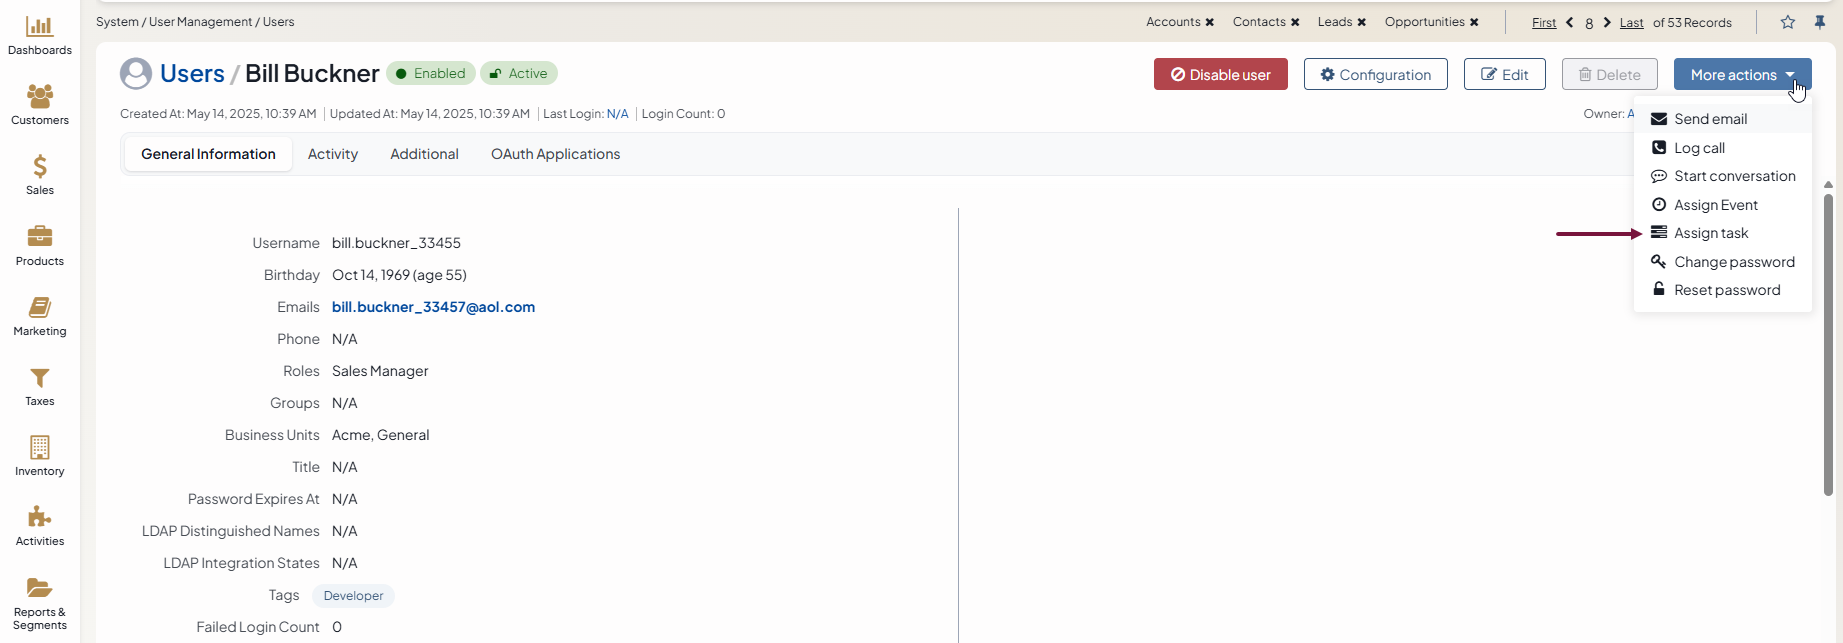 System / User Management / Users
Accounts ✖ Contacts ✖ Leads ✖ Opportunities ✖ First 8 Last of 53 Records
Users / Bill Buckner Enabled Active
Disable user Configuration Edit Delete More actions
Created At: May 14, 2025, 10:39 AM Updated At: May 14, 2025, 10:39 AM Last Login: N/A Login Count: 0
Owner: A
General Information Activity Additional OAuth Applications
Send email
Log call
Start conversation
Assign Event
Assign task
Change password
Reset password
Username bill.buckner_33455
Birthday Oct 14, 1969 (age 55)
Emails bill.buckner_33457@aol.com
Phone N/A
Roles Sales Manager
Groups N/A
Business Units Acme, General
Title N/A
Password Expires At N/A
LDAP Distinguished Names N/A
LDAP Integration States N/A
Tags Developer
Failed Login Count 0
Dashboards
Customers
Sales
Products
Marketing
Taxes
Inventory
Activities
Reports &
Segments